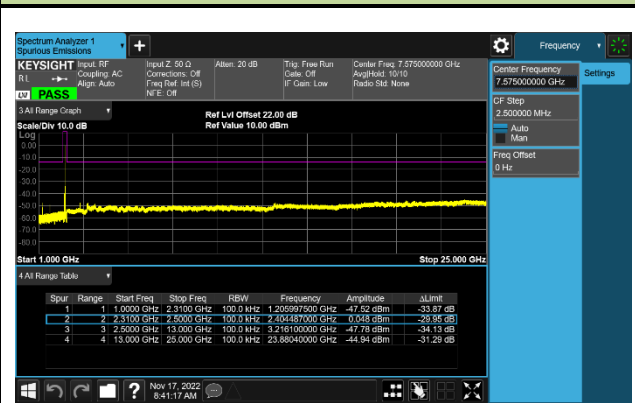 Spectrum Analyzer 1
Spurious Emissions
Frequency
KEYSIGHT Input: RF Input Z: 50 Ω Atten: 20 dB Trig: Free Run Center Freq: 7.575000000 GHz
RL Coupling: AC Corrections: Off Gate: Off Avg|Hold: 10/10
Align: Auto Freq Ref: Int (S) IF Gain: Low Radio Std: None
PASS NFE: Off
Center Frequency
7.575000000 GHz
Settings
CF Step
2.500000 MHz
Auto
Man
Freq Offset
0 Hz
3 All Range Graph
Ref Lvl Offset 22.00 dB
Scale/Div 10.0 dB Ref Value 10.00 dBm
Log
0.00
-10.0
-20.0
-30.0
-40.0
-50.0
-60.0
-70.0
-80.0
Start 1.000 GHz Stop 25.000 GHz
4 All Range Table
Spur Range Start Freq Stop Freq RBW Frequency Amplitude ΔLimit
1 1 1.0000 GHz 2.3100 GHz 100.0 kHz 1.205997500 GHz -47.52 dBm -33.87 dB
2 2 2.3100 GHz 2.5000 GHz 100.0 kHz 2.404487000 GHz 0.048 dBm -29.95 dB
3 3 2.5000 GHz 13.000 GHz 100.0 kHz 3.216100000 GHz -47.78 dBm -34.13 dB
4 4 13.000 GHz 25.000 GHz 100.0 kHz 23.88040000 GHz -44.94 dBm -31.29 dB
Nov 17, 2022
8:41:17 AM